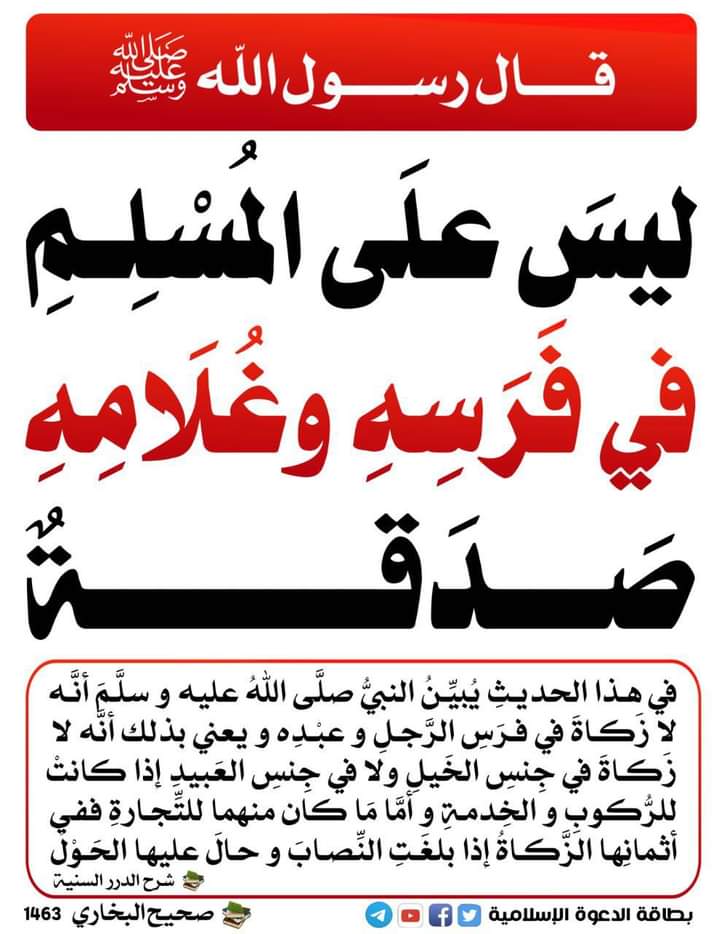 قال رسول الله ﷺ
ليسَ علَى المُسْلِمِ
في فَرَسِهِ وغُلَامِهِ
صَدَقةٌ
في هذا الحديثِ يُبيِّنُ النبيُّ صلَّى اللهُ عليه و سلَّمَ أنَّه
لا زَكاةَ في فرَسِ الرَّجلِ و عبْدِه و يعني بذلك أنَّه لا
زَكاةَ في جِنسِ الخَيلِ ولا في جِنسِ العَبيدِ إذا كانتْ
للرُّكوبِ و الخِدمةِ و أمَّا مَا كان منهما للتِّجارةِ ففي
أثمانِها الزَّكاةُ إذا بلغَتِ النِّصابَ و حالَ عليها الحَوْل
شرح الدرر السنية
بطاقة الدعوة الإسلامية صحيح البخاري 1463